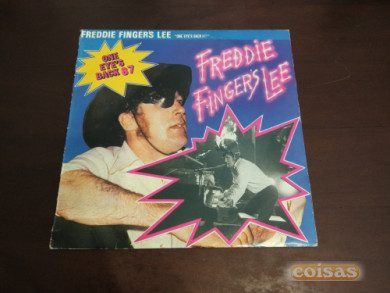 FREDDIE FINGERS LEE "ONE EYE'S BACK 87"
ONE
EYE'S
BACK 87
FREDDIE
FINGERS LEE
coisas